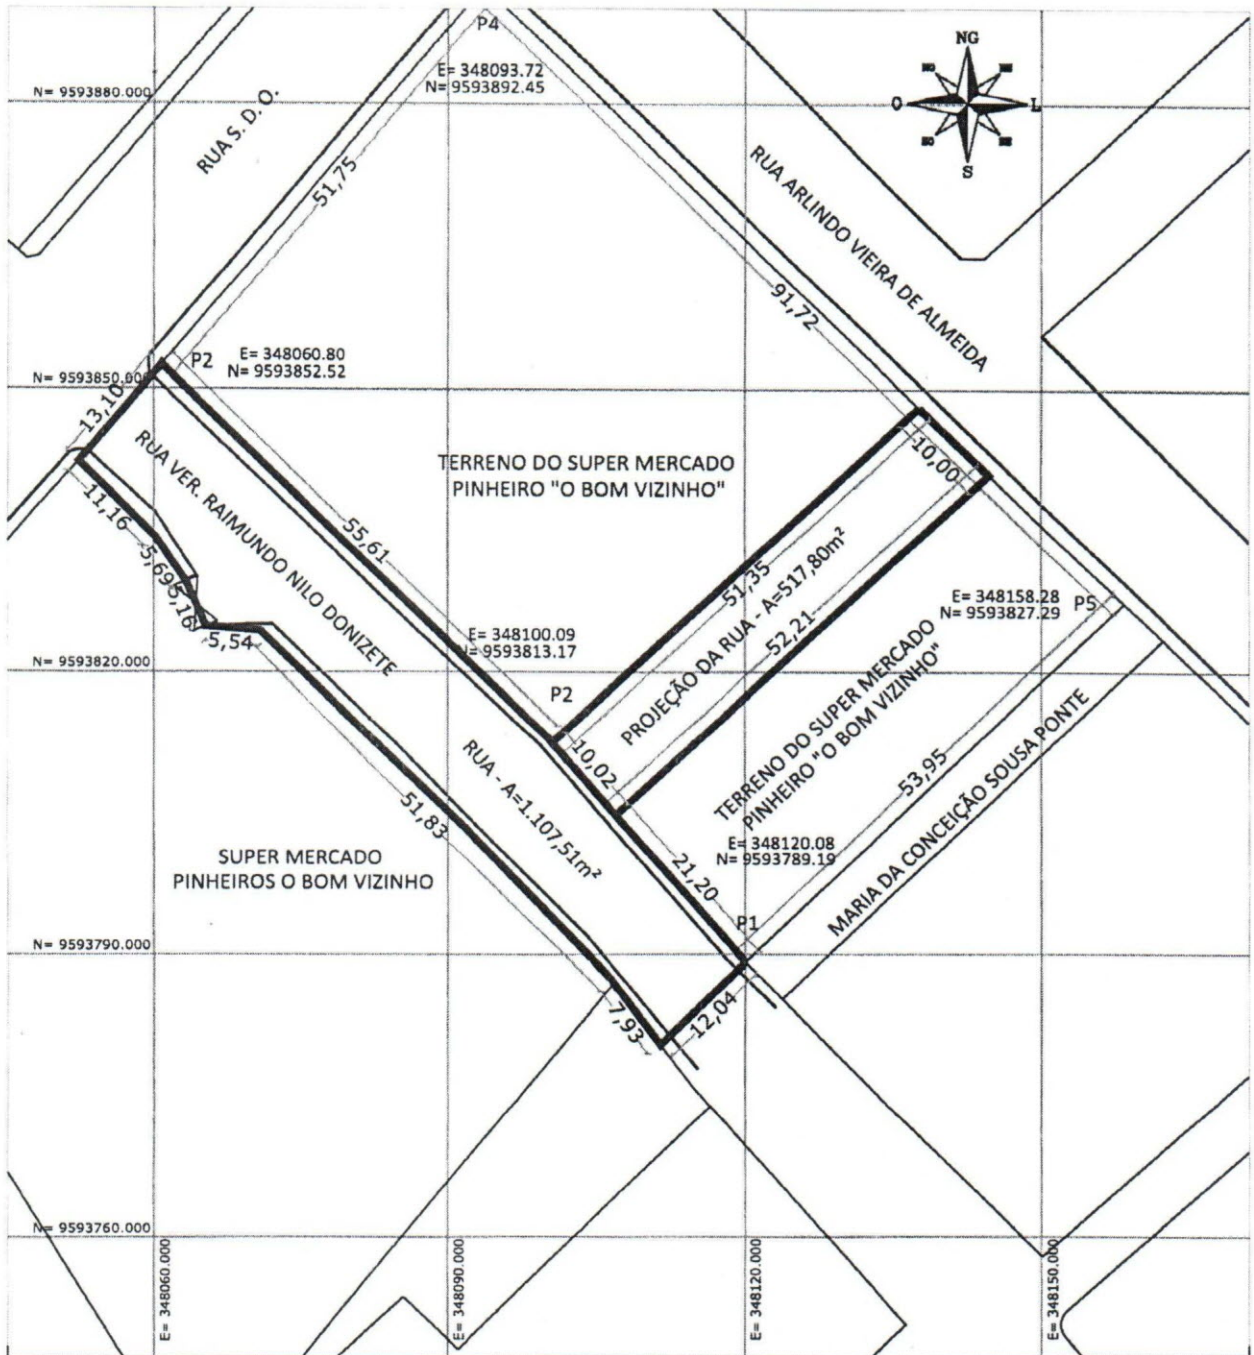 P4
NG
E= 348093.72
N= 9593892.45
N= 9593880.000
O
L
S
RUA S. D. O.
51,75
RUA ARLINDO VIEIRA DE ALMEIDA
91,72
P2
E= 348060.80
N= 9593852.52
N= 9593850.000
13,10
RUA VER. RAIMUNDO NILO DONIZETE
TERRENO DO SUPER MERCADO
PINHEIRO "O BOM VIZINHO"
10,00
11,16
55,61
5,69
5,16
5,54
51,35
PROJEÇÃO DA RUA - A=517,80m²
52,21
E= 348158.28
N= 9593827.29
P5
E= 348100.09
N= 9593813.17
N= 9593820.000
P2
10,02
TERRENO DO SUPER MERCADO
PINHEIRO "O BOM VIZINHO"
53,95
MARIA DA CONCEIÇÃO SOUSA PONTE
RUA - A=1.107,51m²
51,83
SUPER MERCADO
PINHEIROS O BOM VIZINHO
E= 348120.08
N= 9593789.19
21,20
P1
N= 9593790.000
7,93
12,04
N= 9593760.000
E= 348060.000
E= 348090.000
E= 348120.000
E= 348150.000